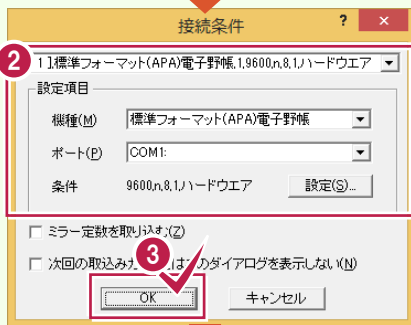 接続条件
? ×
2
1 ],標準フォーマット(APA)電子野帳,1,9600,n,8,1,ハードウエア
設定項目
機種(M) 標準フォーマット(APA)電子野帳
ポート(P) COM1:
条件 9600,n,8,1,ハードウエア 設定(S)...
ミラー定数を取り込む(Z)
3
次回の取込み はこのダイアログを表示しない(N)
OK キャンセル